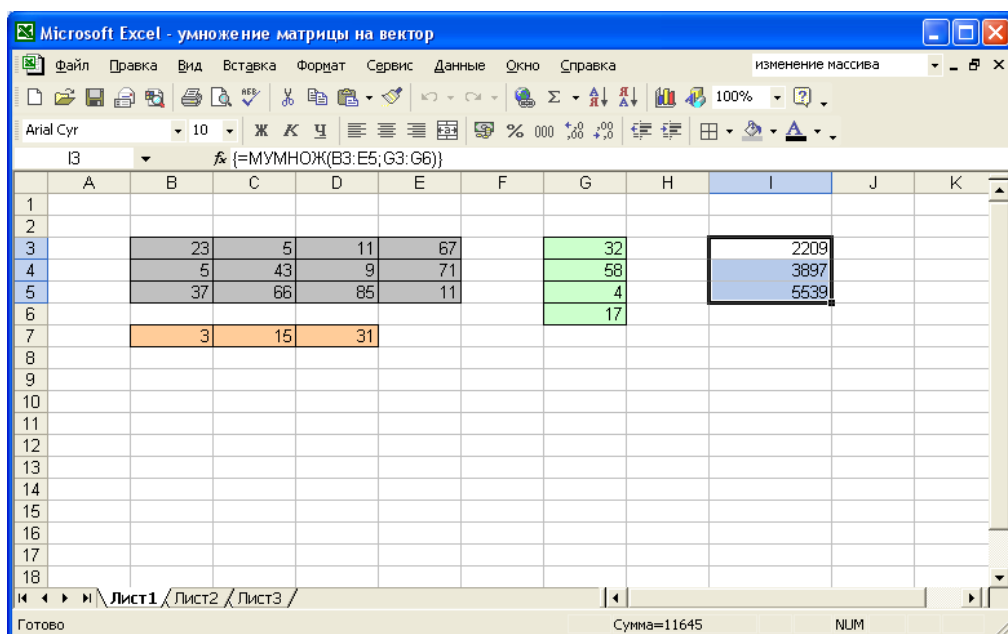 Microsoft Excel - умножение матрицы на вектор
Файл Правка Вид Вставка Формат Сервис Данные Окно Справка изменение массива
100%
Arial Cyr 10 Ж К Ч % 000
I3 fx {=МУМНОЖ(B3:E5;G3:G6)}
A B C D E F G H I J K
1
2
3 23 5 11 67 32 2209
4 5 43 9 71 58 3897
5 37 66 85 11 4 5539
6 17
7 3 15 31
8
9
10
11
12
13
14
15
16
17
18
Лист1 Лист2 Лист3
Готово Сумма=11645 NUM